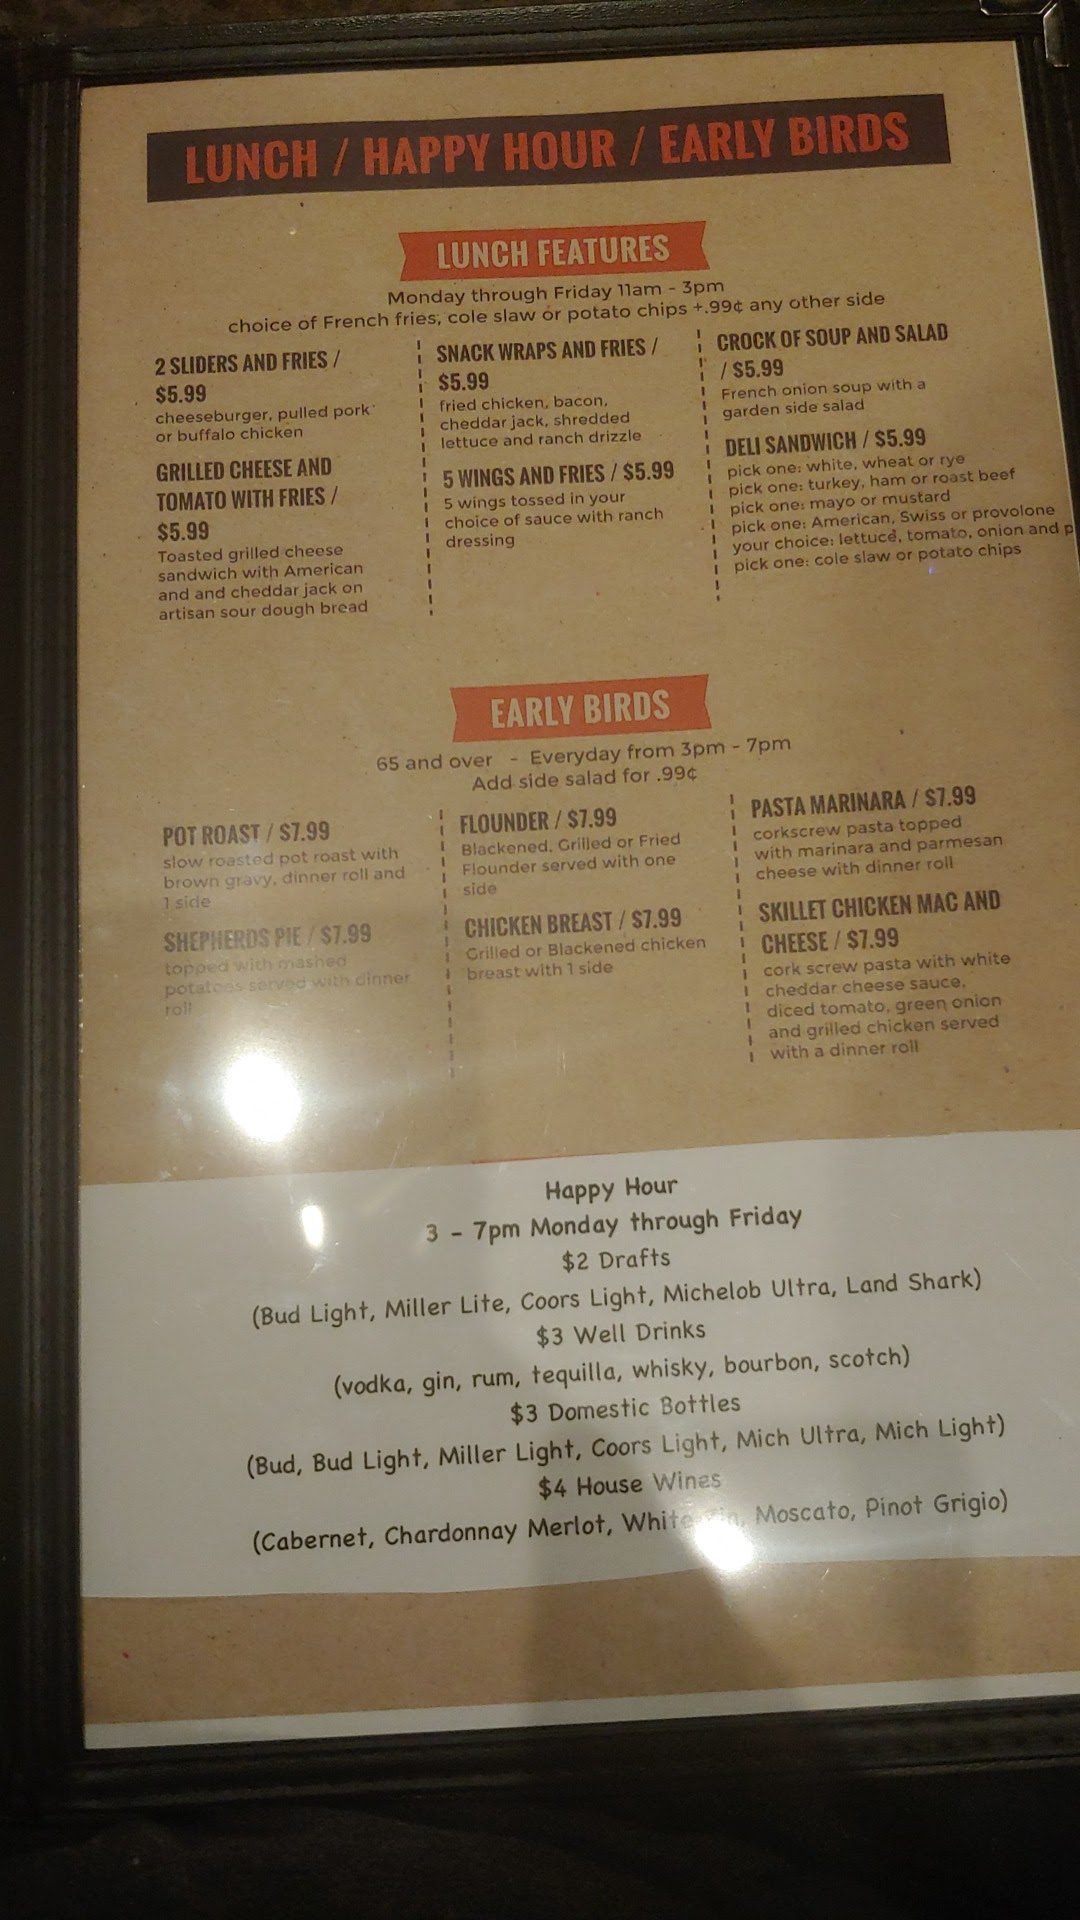 LUNCH / HAPPY HOUR / EARLY BIRDS
LUNCH FEATURES
Monday through Friday 11am - 3pm
choice of French fries, cole slaw or potato chips +.99¢ any other side
2 SLIDERS AND FRIES /
$5.99
cheeseburger, pulled pork
or buffalo chicken
GRILLED CHEESE AND
TOMATO WITH FRIES /
$5.99
Toasted grilled cheese
sandwich with American
and and cheddar jack on
artisan sour dough bread
SNACK WRAPS AND FRIES /
$5.99
fried chicken, bacon,
cheddar jack, shredded
lettuce and ranch drizzle
5 WINGS AND FRIES / $5.99
5 wings tossed in your
choice of sauce with ranch
dressing
CROCK OF SOUP AND SALAD
/ $5.99
French onion soup with a
garden side salad
DELI SANDWICH / $5.99
pick one: white, wheat or rye
pick one: turkey, ham or roast beef
pick one: mayo or mustard
pick one: American, Swiss or provolone
your choice: lettuce, tomato, onion and p
pick one: cole slaw or potato chips
EARLY BIRDS
65 and over - Everyday from 3pm - 7pm
Add side salad for .99¢
POT ROAST / $7.99
slow roasted pot roast with
brown gravy, dinner roll and
1 side
SHEPHERDS PIE / $7.99
topped with mashed
potatoes served with dinner
roll
FLOUNDER / $7.99
Blackened, Grilled or Fried
Flounder served with one
side
CHICKEN BREAST / $7.99
Grilled or Blackened chicken
breast with 1 side
PASTA MARINARA / $7.99
corkscrew pasta topped
with marinara and parmesan
cheese with dinner roll
SKILLET CHICKEN MAC AND
CHEESE / $7.99
cork screw pasta with white
cheddar cheese sauce,
diced tomato, green onion
and grilled chicken served
with a dinner roll
Happy Hour
3 - 7pm Monday through Friday
$2 Drafts
(Bud Light, Miller Lite, Coors Light, Michelob Ultra, Land Shark)
$3 Well Drinks
(vodka, gin, rum, tequilla, whisky, bourbon, scotch)
$3 Domestic Bottles
(Bud, Bud Light, Miller Light, Coors Light, Mich Ultra, Mich Light)
$4 House Wines
(Cabernet, Chardonnay Merlot, White Moscato, Pinot Grigio)